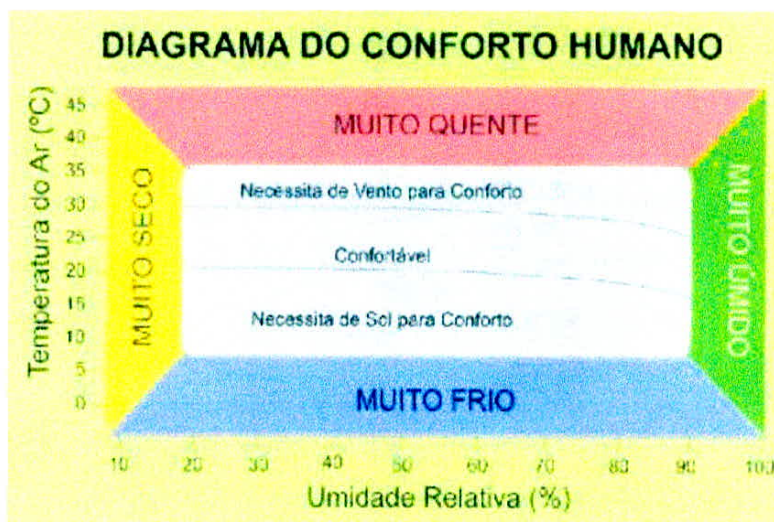 DIAGRAMA DO CONFORTO HUMANO
Temperatura do Ar (ºC)
45
40
35
30
25
20
15
10
5
0
MUITO QUENTE
MUITO SECO
Necessita de Vento para Conforto
Confortável
Necessita de Sol para Conforto
MUITO ÚMIDO
MUITO FRIO
10 20 30 40 50 60 70 80 90 100
Umidade Relativa (%)